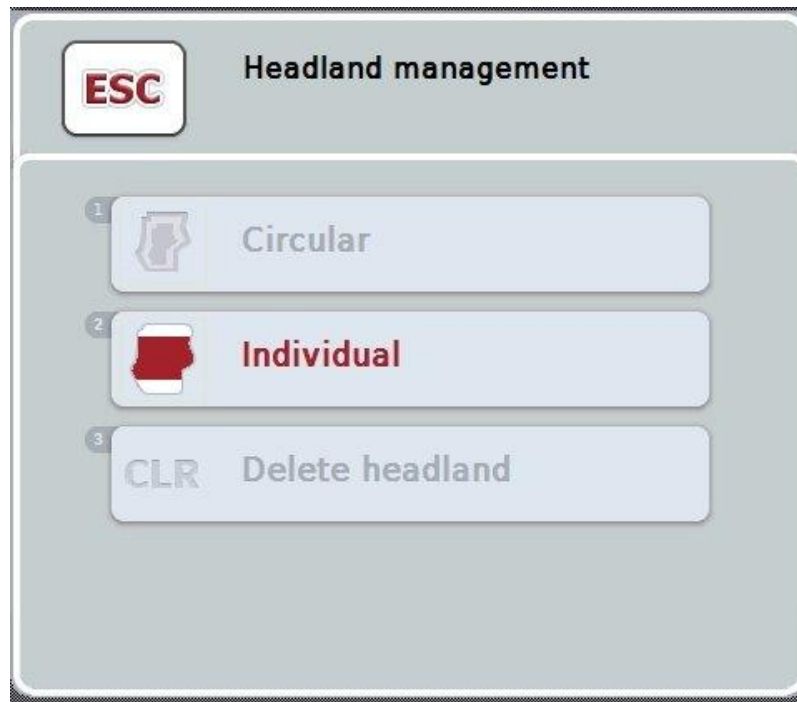 ESC
Headland management
1
Circular
2
Individual
3
CLR Delete headland